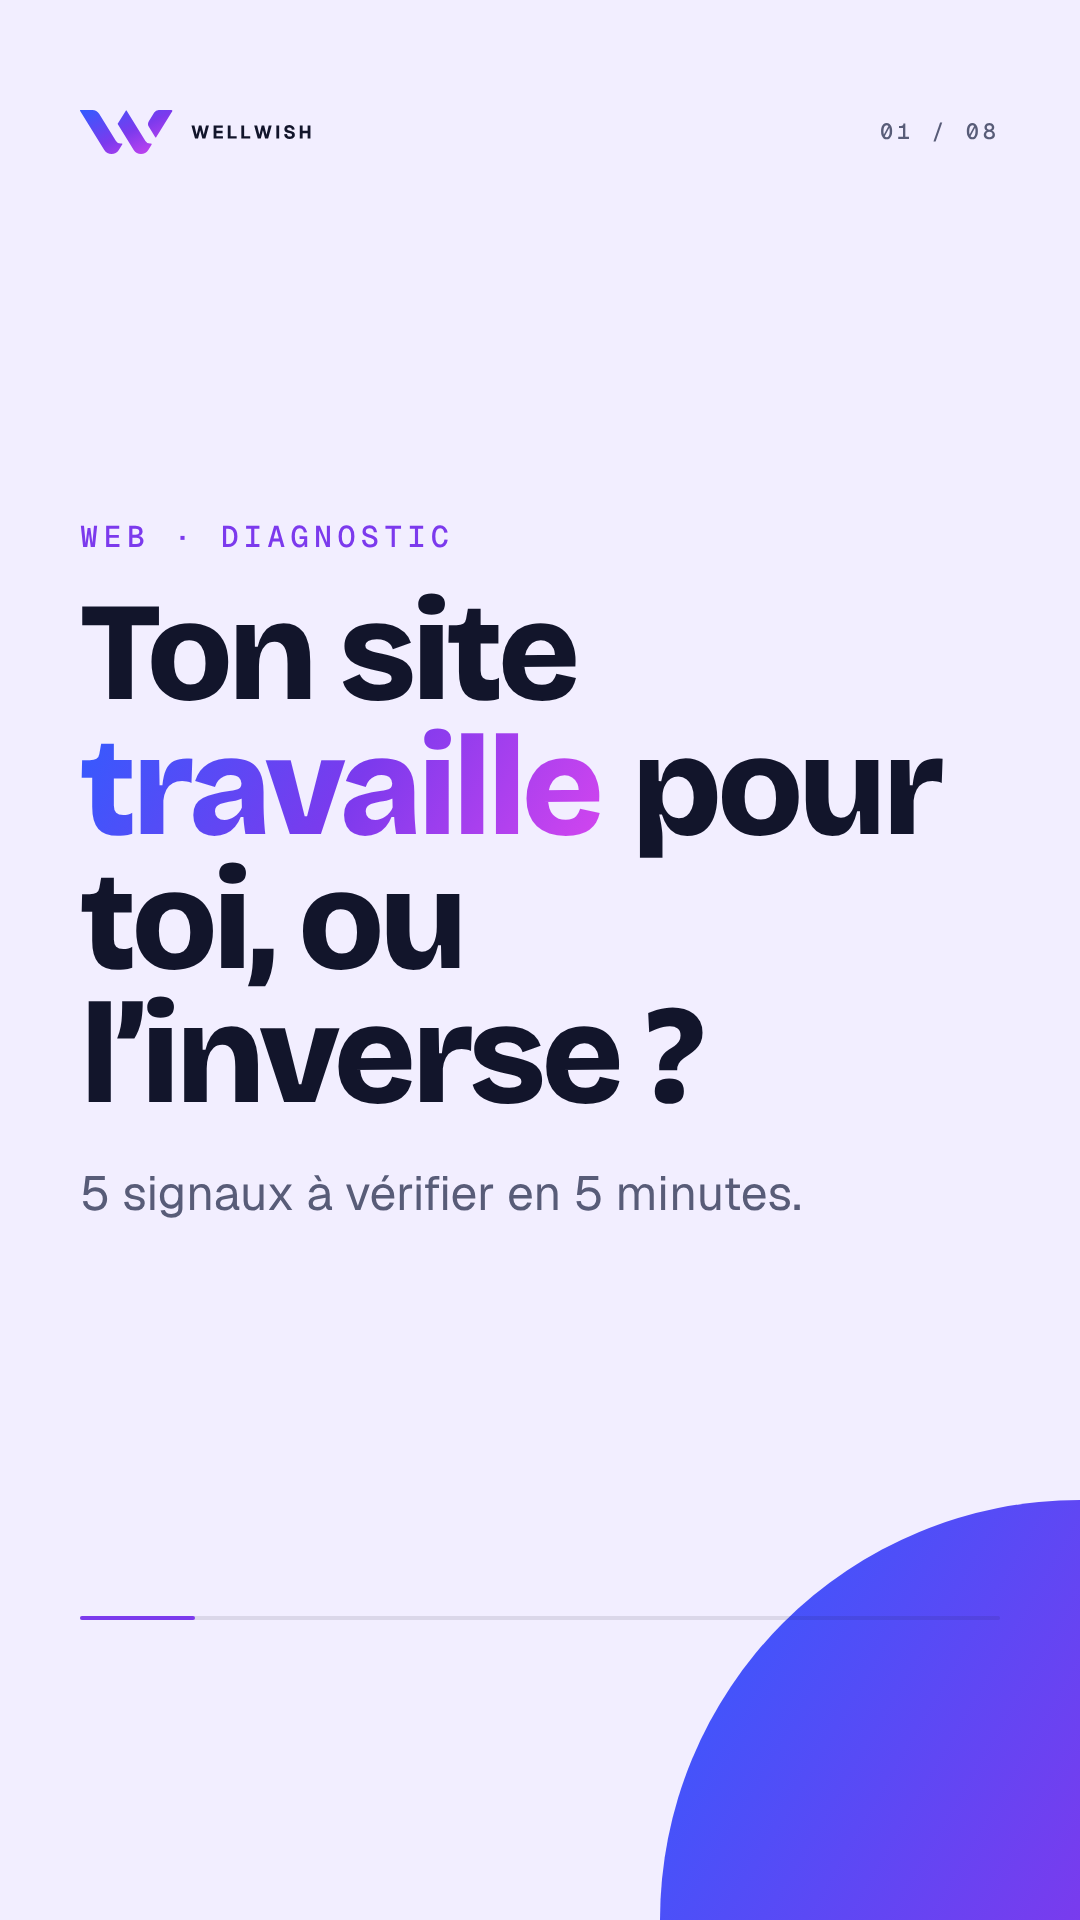 WELLWISH
01 / 08
WEB · DIAGNOSTIC
Ton site
travaille pour
toi, ou
l’inverse ?
5 signaux à vérifier en 5 minutes.